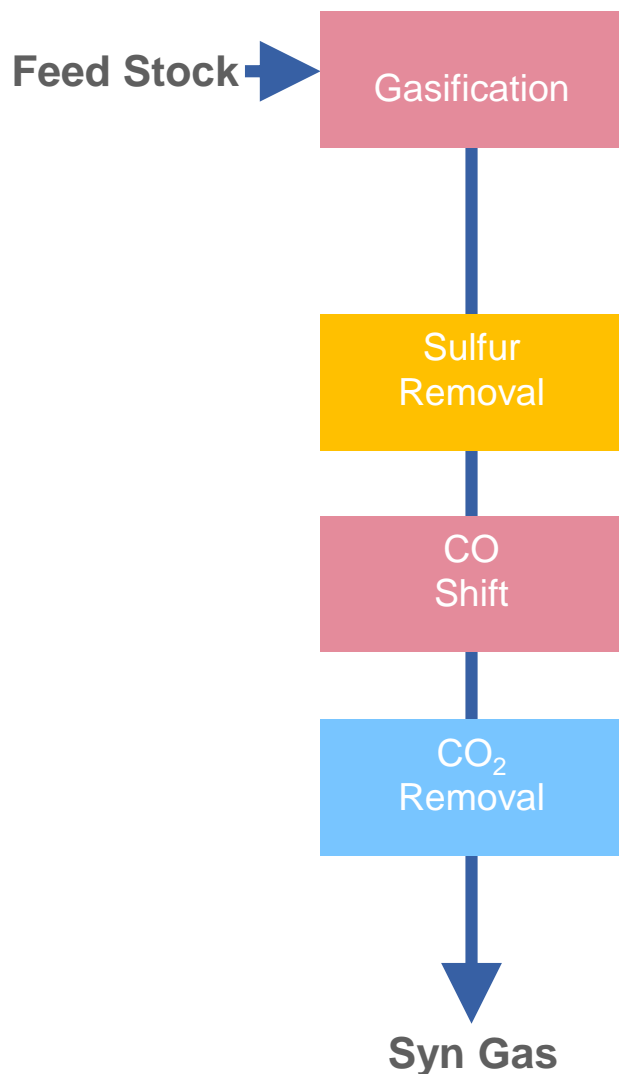 Feed Stock
Gasification
Sulfur
Removal
CO
Shift
CO₂
Removal
Syn Gas